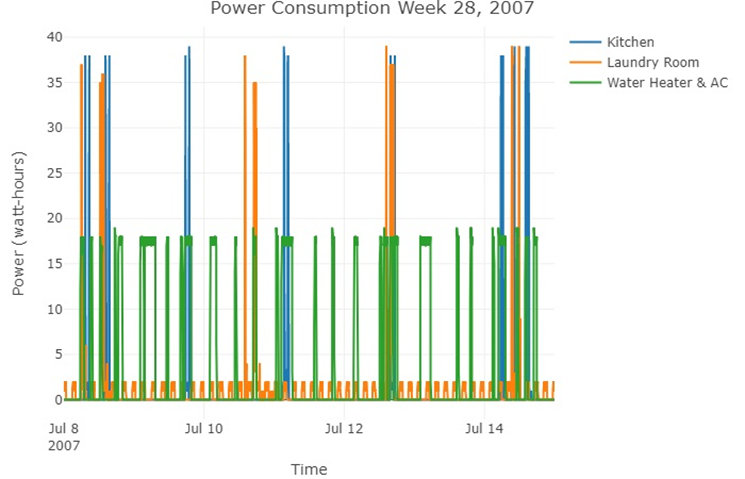 Power Consumption Week 28, 2007
40
35
30
25
20
15
10
5
0
Power (watt-hours)
Jul 8
2007
Jul 10
Jul 12
Jul 14
Time
Kitchen
Laundry Room
Water Heater & AC